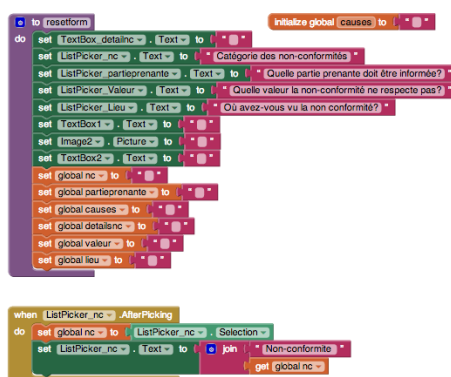 to resetform
initialize global causes to " "
do set TextBox_detailnc . Text to " "
set ListPicker_nc . Text to " Catégorie des non-conformités "
set ListPicker_partieprenante . Text to " Quelle partie prenante doit être informée? "
set ListPicker_Valeur . Text to " Quelle valeur la non-conformité ne respecte pas? "
set ListPicker_Lieu . Text to " Où avez-vous vu la non conformité? "
set TextBox1 . Text to " "
set Image2 . Picture to " "
set TextBox2 . Text to " "
set global nc to " "
set global partieprenante to " "
set global causes to " "
set global detailsnc to " "
set global valeur to " "
set global lieu to " "
when ListPicker_nc .AfterPicking
do set global nc to ListPicker_nc . Selection
set ListPicker_nc . Text to join " Non-conformite "
get global nc